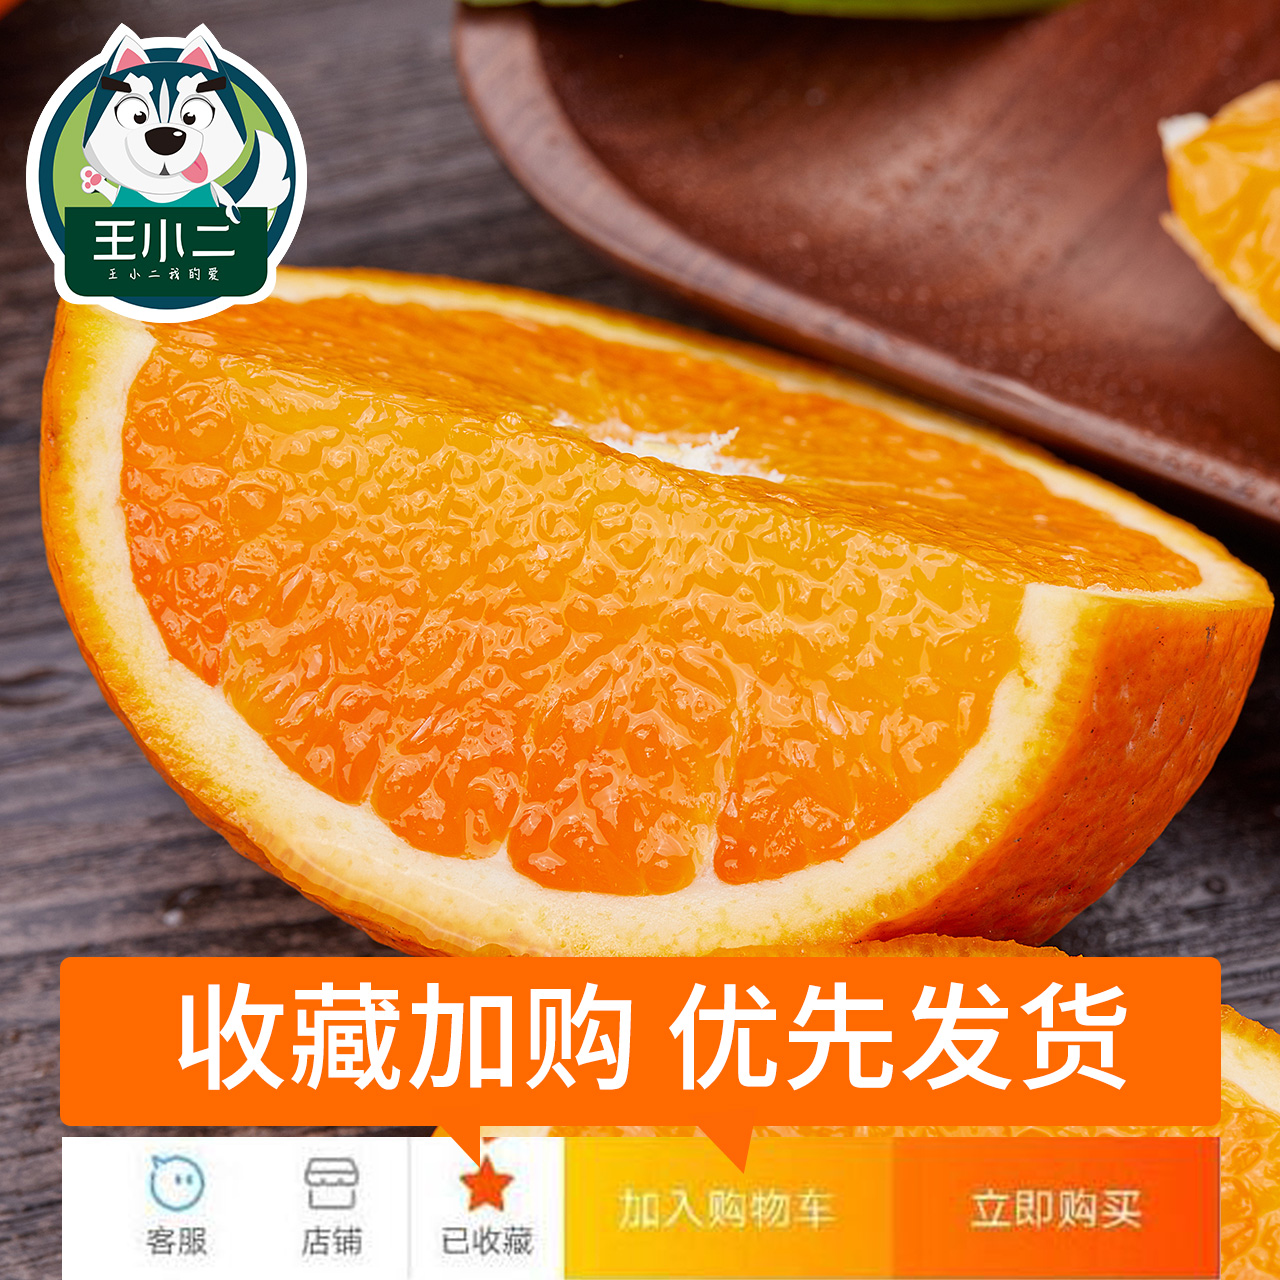 王小二
王小二我的爱
收藏加购 优先发货
客服
店铺
已收藏
加入购物车
立即购买